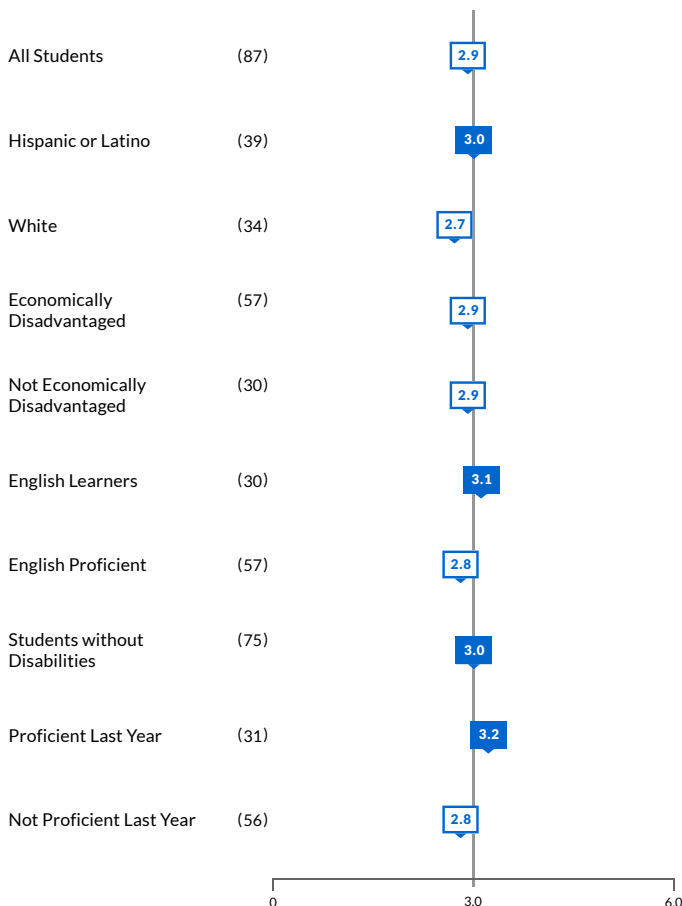 All Students (87) 2.9
Hispanic or Latino (39) 3.0
White (34) 2.7
Economically (57)
Disadvantaged 2.9
Not Economically (30)
Disadvantaged 2.9
English Learners (30) 3.1
English Proficient (57) 2.8
Students without (75)
Disabilities 3.0
Proficient Last Year (31) 3.2
Not Proficient Last Year (56) 2.8
0 3.0 6.0